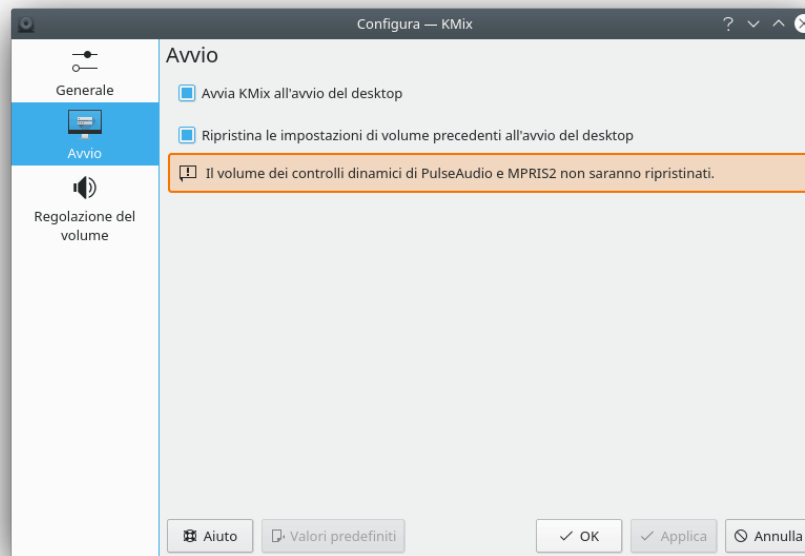 Configura — KMix
Generale
Avvio
Regolazione del
volume
Avvio
Avvia KMix all'avvio del desktop
Ripristina le impostazioni di volume precedenti all'avvio del desktop
Il volume dei controlli dinamici di PulseAudio e MPRIS2 non saranno ripristinati.
Aiuto
Valori predefiniti
OK
Applica
Annulla